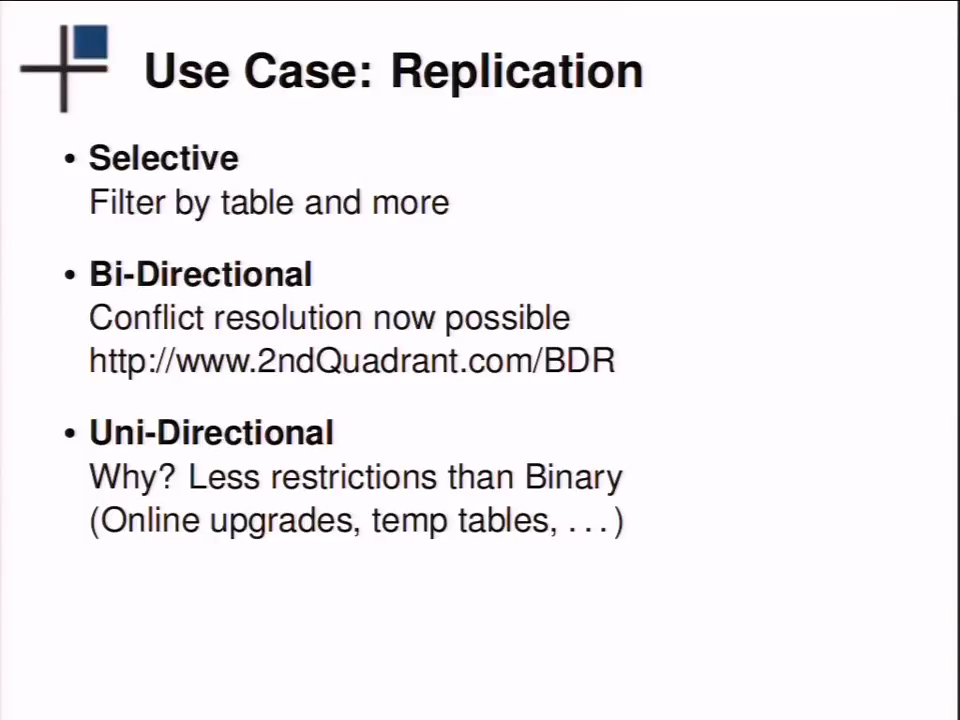 Use Case: Replication
• Selective
Filter by table and more
• Bi-Directional
Conflict resolution now possible
http://www.2ndQuadrant.com/BDR
• Uni-Directional
Why? Less restrictions than Binary
(Online upgrades, temp tables, . . . )